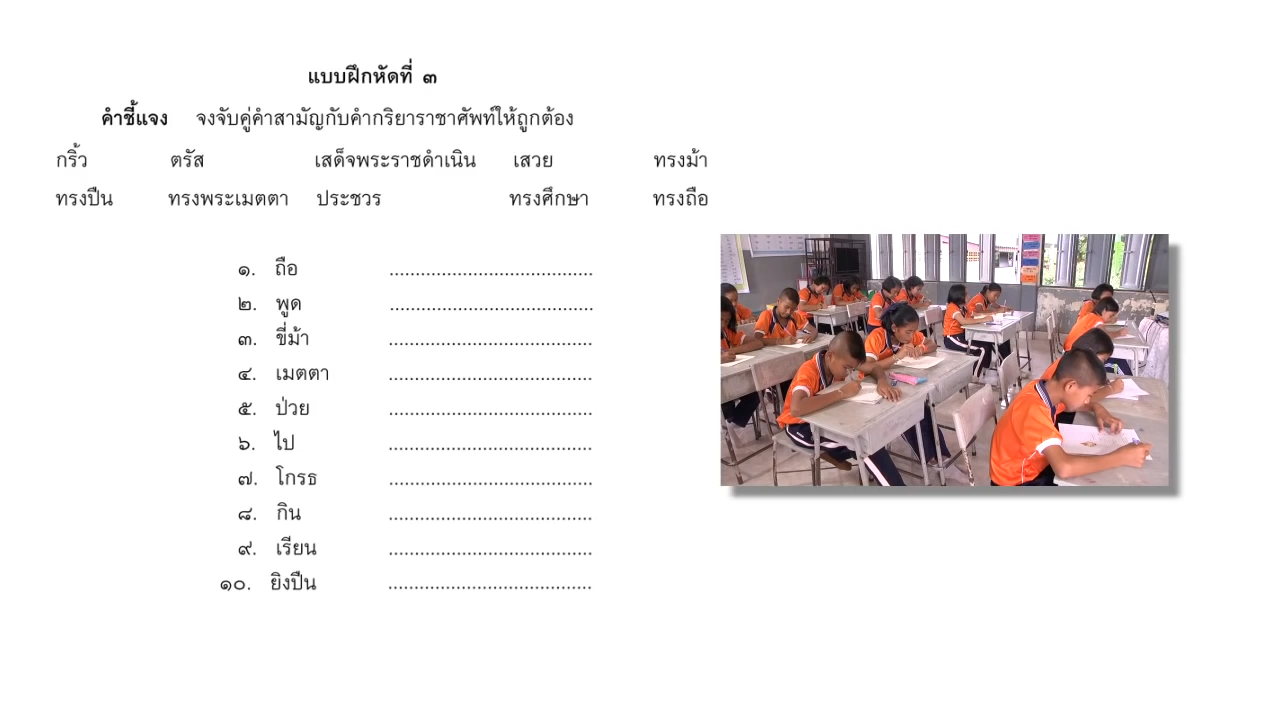 แบบฝึกหัดที่ ๓
คำชี้แจง จงจับคู่คำสามัญกับคำกริยาราชาศัพท์ให้ถูกต้อง
กริ้ว ตรัส เสด็จพระราชดำเนิน เสวย ทรงม้า
ทรงปืน ทรงพระเมตตา ประชวร ทรงศึกษา ทรงถือ
๑. ถือ ........................................
๒. พูด ........................................
๓. ขี่ม้า ........................................
๔. เมตตา ........................................
๕. ป่วย ........................................
๖. ไป ........................................
๗. โกรธ ........................................
๘. กิน ........................................
๙. เรียน ........................................
๑๐. ยิงปืน ........................................